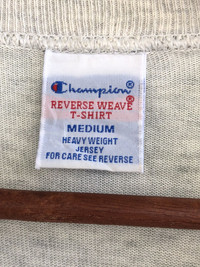 Champion®
REVERSE WEAVE®
T-SHIRT
MEDIUM
HEAVY WEIGHT
JERSEY
FOR CARE SEE REVERSE